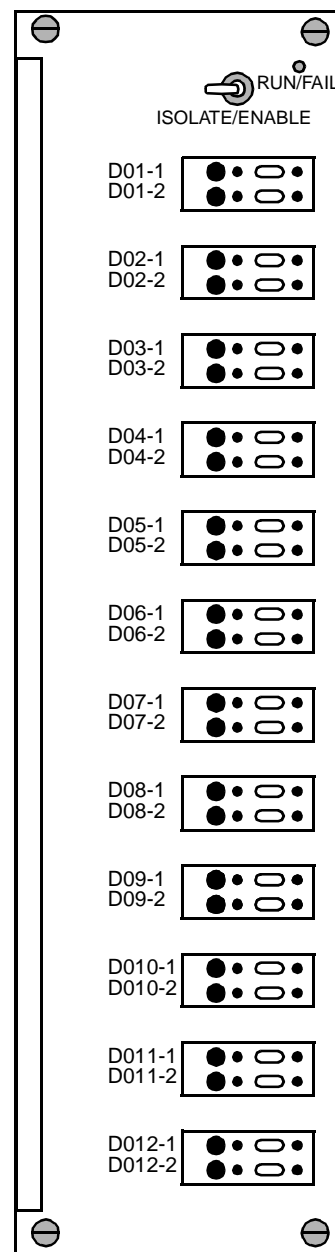 RUN/FAIL
ISOLATE/ENABLE
D01-1
D01-2
D02-1
D02-2
D03-1
D03-2
D04-1
D04-2
D05-1
D05-2
D06-1
D06-2
D07-1
D07-2
D08-1
D08-2
D09-1
D09-2
D010-1
D010-2
D011-1
D011-2
D012-1
D012-2